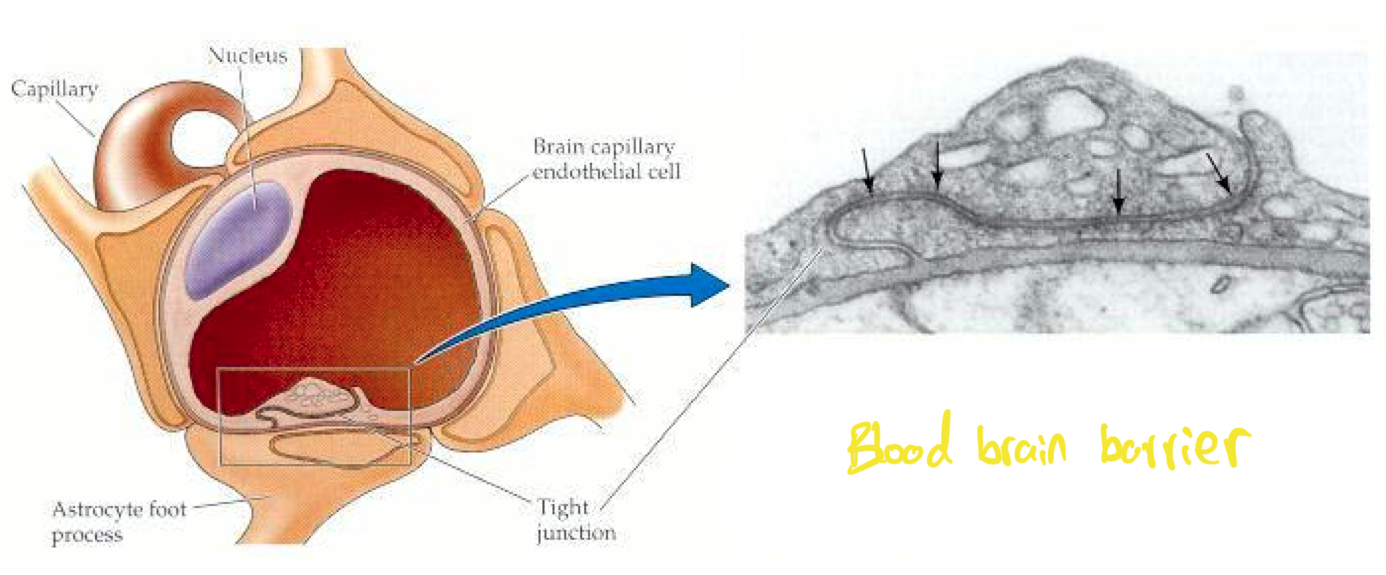 Nucleus
Capillary
Brain capillary
endothelial cell
Astrocyte foot
process
Tight
junction
Blood brain barrier